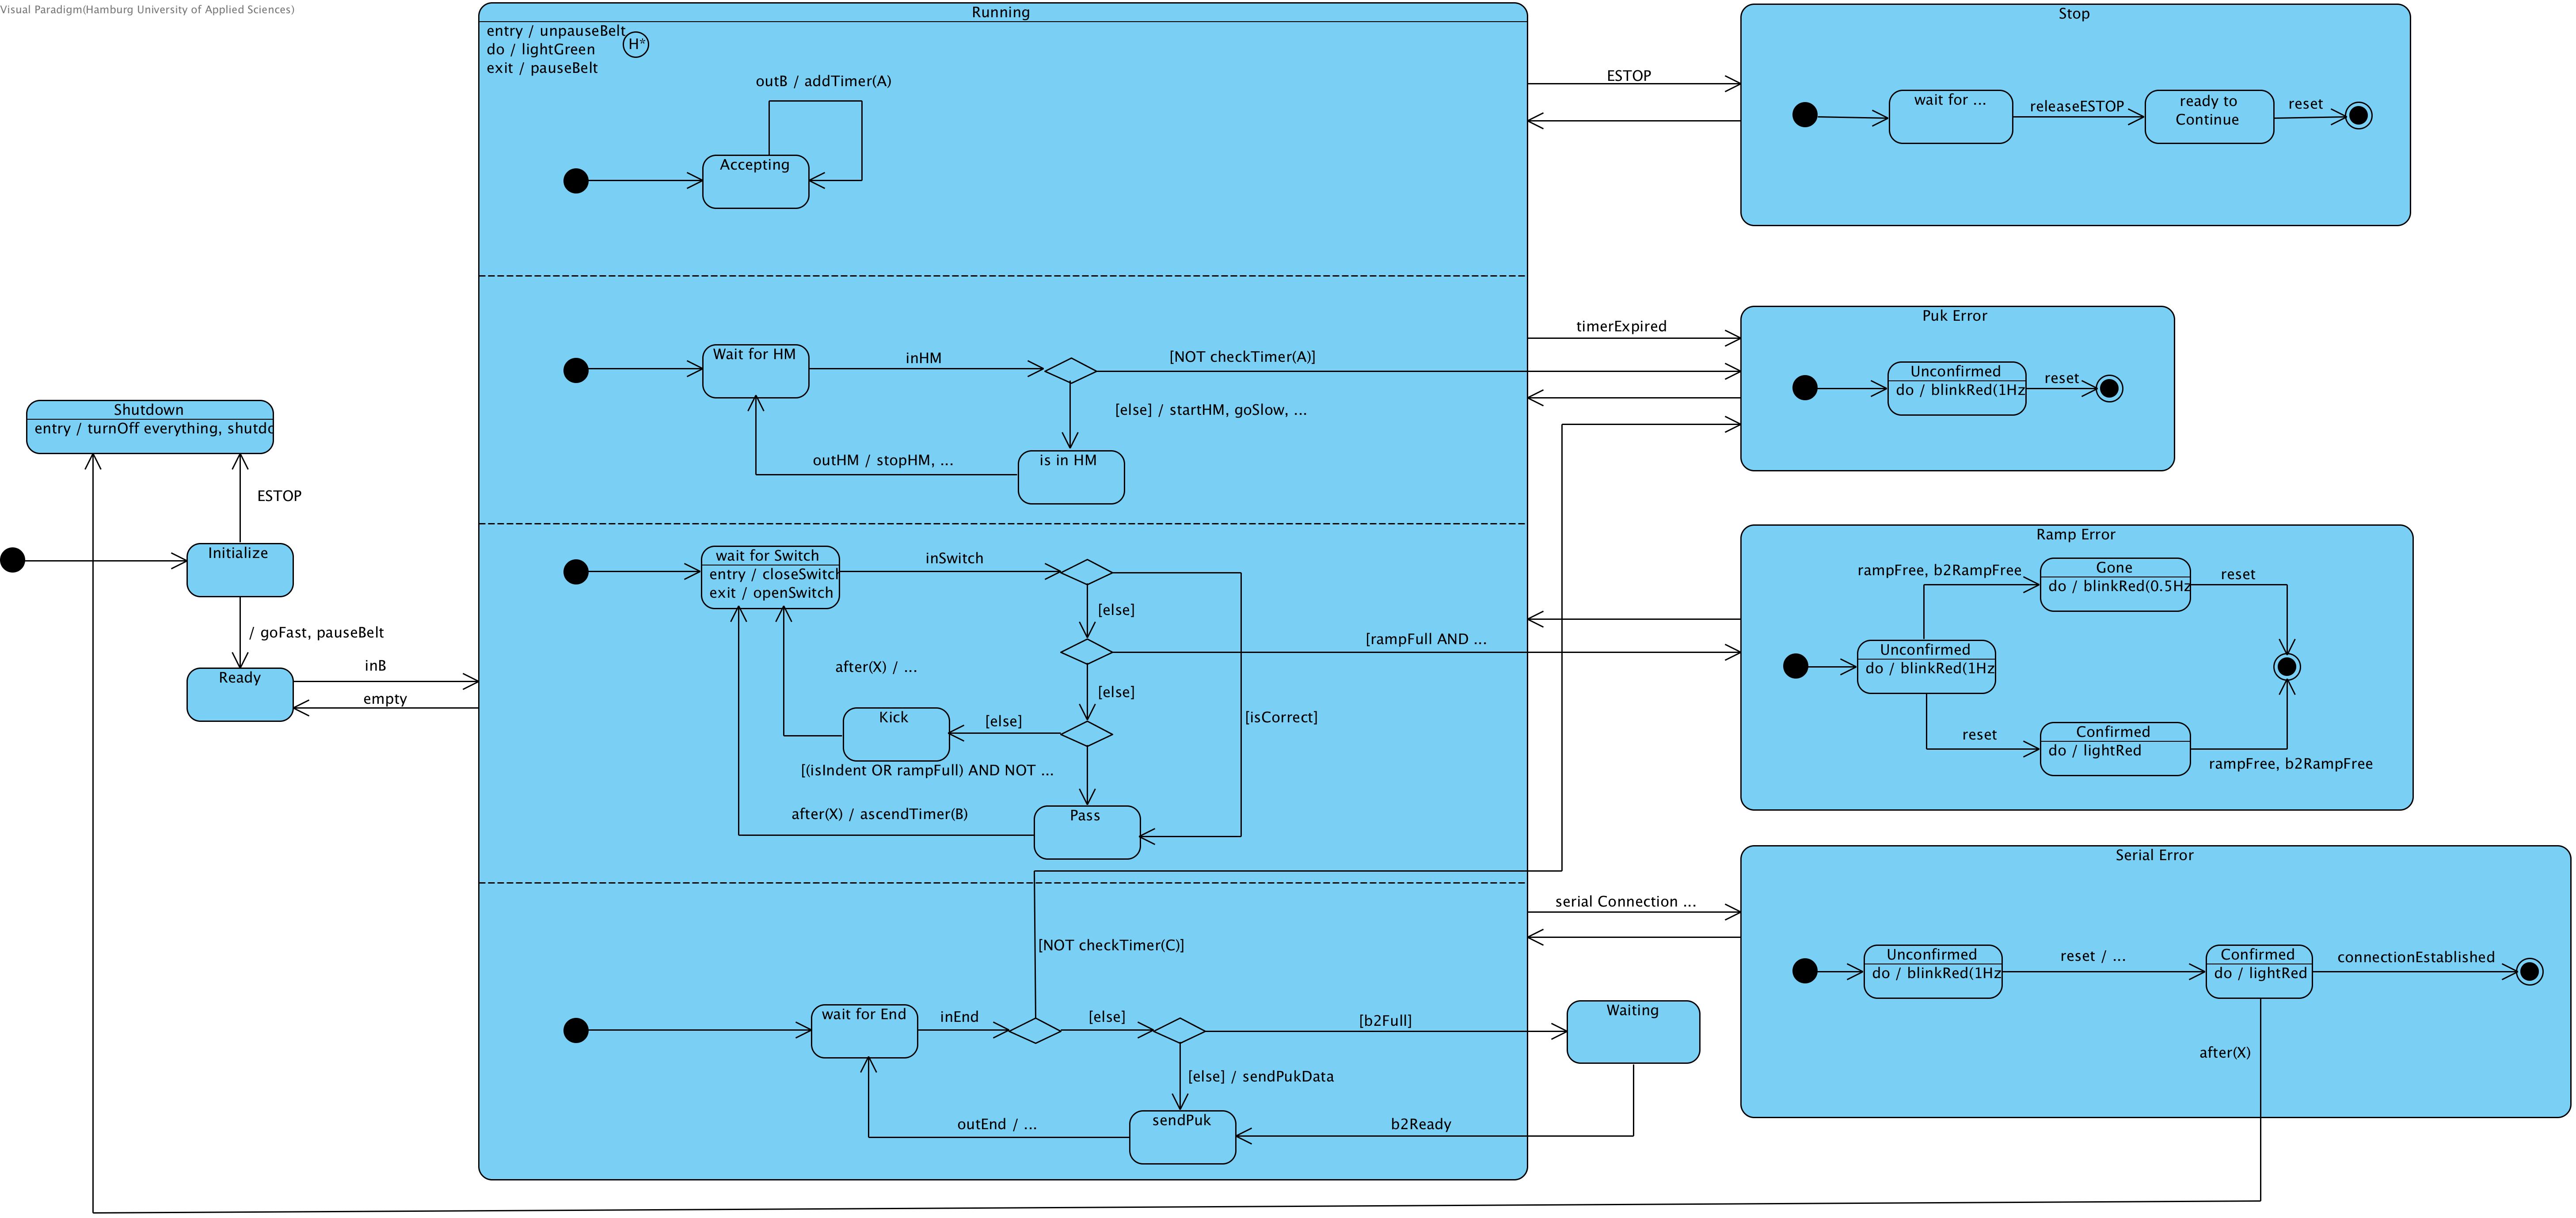 Visual Paradigm(Hamburg University of Applied Sciences)
Running
entry / unpauseBelt
do / lightGreen
exit / pauseBelt
H*
outB / addTimer(A)
Accepting
ESTOP
Stop
wait for ...
releaseESTOP
ready to
Continue
reset
Wait for HM
inHM
[NOT checkTimer(A)]
[else] / startHM, goSlow, ...
outHM / stopHM, ...
is in HM
timerExpired
Puk Error
Unconfirmed
do / blinkRed(1Hz
reset
Shutdown
entry / turnOff everything, shutdo
ESTOP
Initialize
/ goFast, pauseBelt
Ready
inB
empty
wait for Switch
entry / closeSwitch
exit / openSwitch
inSwitch
[else]
[rampFull AND ...
after(X) / ...
[else]
[isCorrect]
Kick
[else]
[(isIndent OR rampFull) AND NOT ...
after(X) / ascendTimer(B)
Pass
Ramp Error
rampFree, b2RampFree
Gone
do / blinkRed(0.5Hz
reset
Unconfirmed
do / blinkRed(1Hz
reset
Confirmed
do / lightRed
rampFree, b2RampFree
serial Connection ...
Serial Error
Unconfirmed
do / blinkRed(1Hz
reset / ...
Confirmed
do / lightRed
connectionEstablished
after(X)
[NOT checkTimer(C)]
wait for End
inEnd
[else]
[b2Full]
Waiting
[else] / sendPukData
outEnd / ...
sendPuk
b2Ready